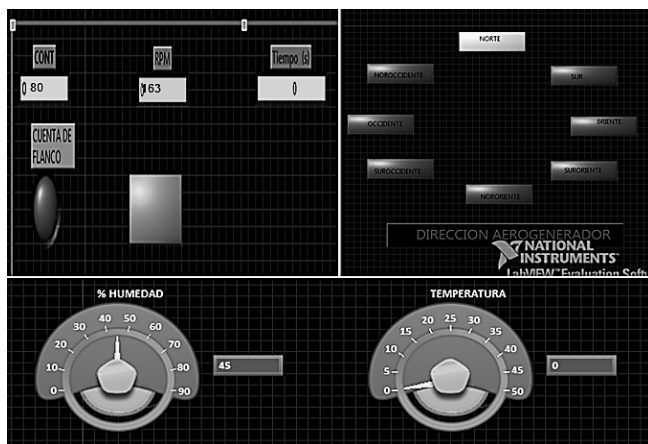 CONT
RPM
Tiempo (s)
80
163
0
CUENTA DE
FLANCO
NORTE
NOROCCIDENTE
SUR
OCCIDENTE
ORIENTE
SUROCCIDENTE
SURORIENTE
NORORIENTE
DIRECCION AEROGENERADOR
NATIONAL
INSTRUMENTS
LabVIEW Evaluation Soft
% HUMEDAD
0 10 20 30 40 50 60 70 80 90
45
TEMPERATURA
0 5 10 15 20 25 30 35 40 45 50
0